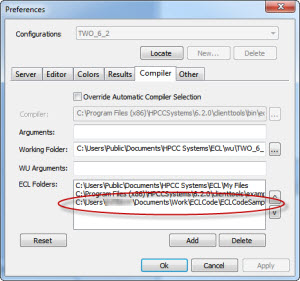 Preferences
Configurations TWO_6_2
Locate New... Delete
Server Editor Colors Results Compiler Other
Override Automatic Compiler Selection
Compiler: C:\Program Files (x86)\HPCCSystems\6.2.0\clienttools\bin\ec
Arguments:
Working Folder: C:\Users\Public\Documents\HPCC Systems\ECL\wu\TWO_6_ ...
WU Arguments:
ECL Folders: C:\Users\Public\Documents\HPCC Systems\ECL\My Files
C:\Program Files (x86)\HPCCSystems\6.2.0\clienttools\exam
C:\Users\ \Documents\Work\ECLCode\ECLCodeSamp
Reset Add Delete
Ok Cancel Apply